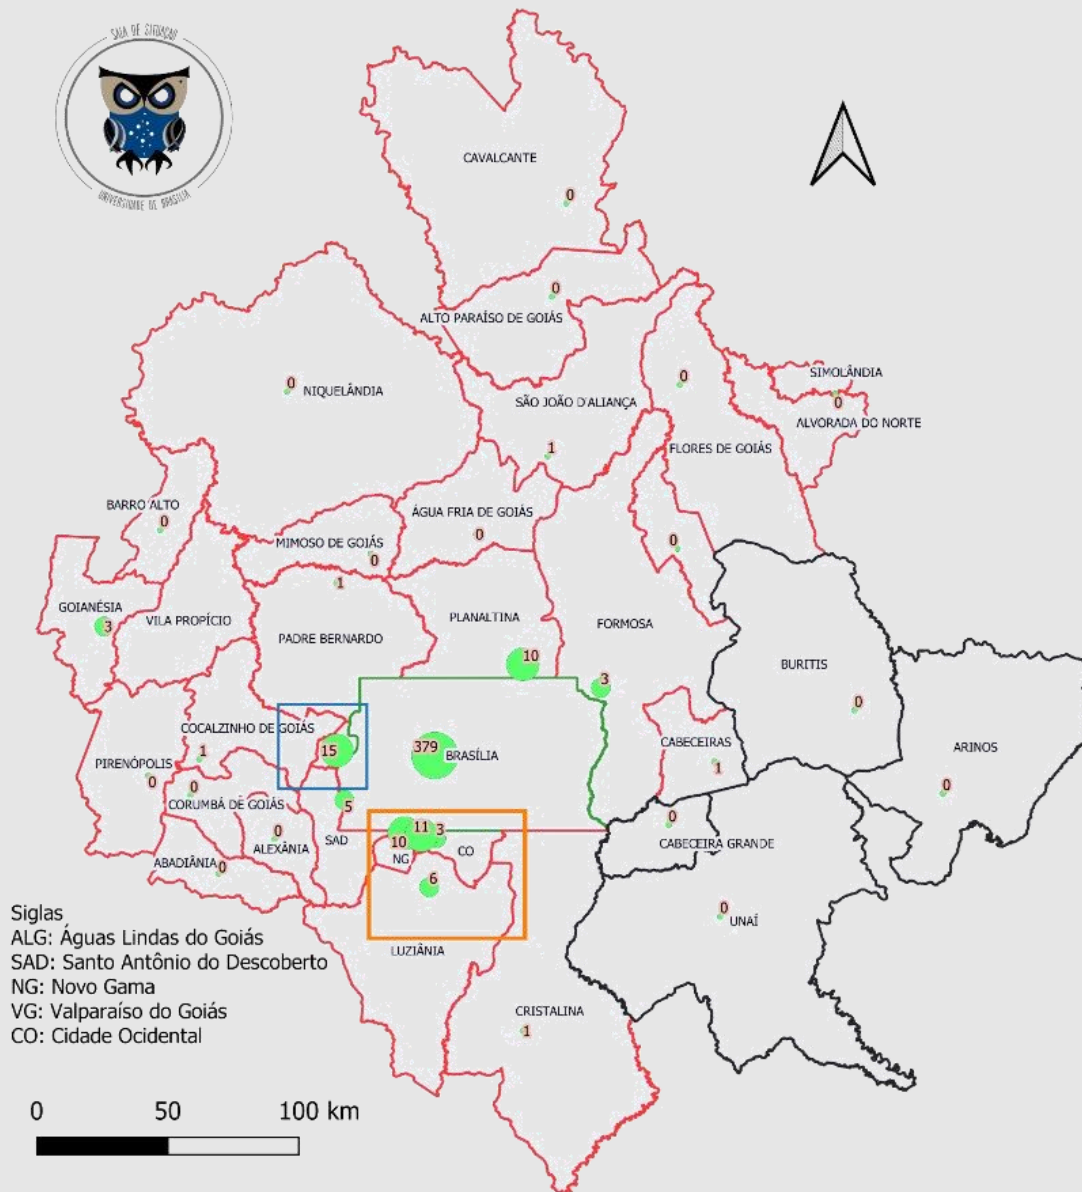 SALA DE SITUAÇÃO
UNIVERSIDADE DE BRASÍLIA
CAVALCANTE
0
0
ALTO PARAÍSO DE GOIÁS
0
NIQUELÂNDIA
0
SIMOLÂNDIA
SÃO JOÃO D'ALIANÇA
0
ALVORADA DO NORTE
1
FLORES DE GOIÁS
BARRO ALTO
0
ÁGUA FRIA DE GOIÁS
0
MIMOSO DE GOIÁS
0
0
1
GOIANÉSIA
3
VILA PROPÍCIO
PADRE BERNARDO
PLANALTINA
FORMOSA
10
3
BURITIS
0
COCALZINHO DE GOIÁS
1
15
379
BRASÍLIA
CABECEIRAS
1
ARINOS
0
PIRENÓPOLIS
0
0
CORUMBÁ DE GOIÁS
5
0
ALEXÂNIA
SAD
11
3
10
NG
CO
0
CABECEIRA GRANDE
ABADIÂNIA
0
6
0
UNAÍ
LUZIÂNIA
CRISTALINA
1
Siglas
ALG: Águas Lindas do Goiás
SAD: Santo Antônio do Descoberto
NG: Novo Gama
VG: Valparaíso do Goiás
CO: Cidade Ocidental
0 50 100 km